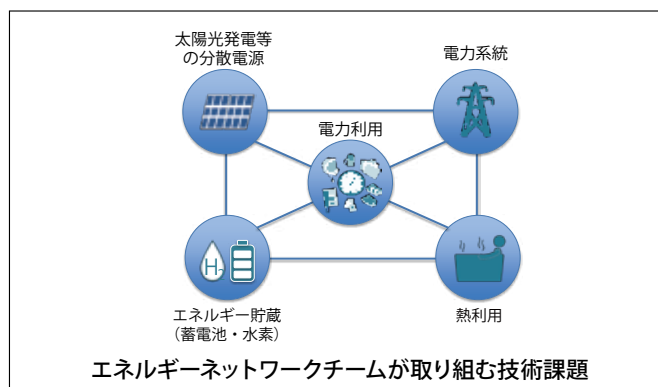 太陽光発電等
の分散電源
電力系統
電力利用
H₂
エネルギー貯蔵
(蓄電池・水素)
熱利用
エネルギーネットワークチームが取り組む技術課題